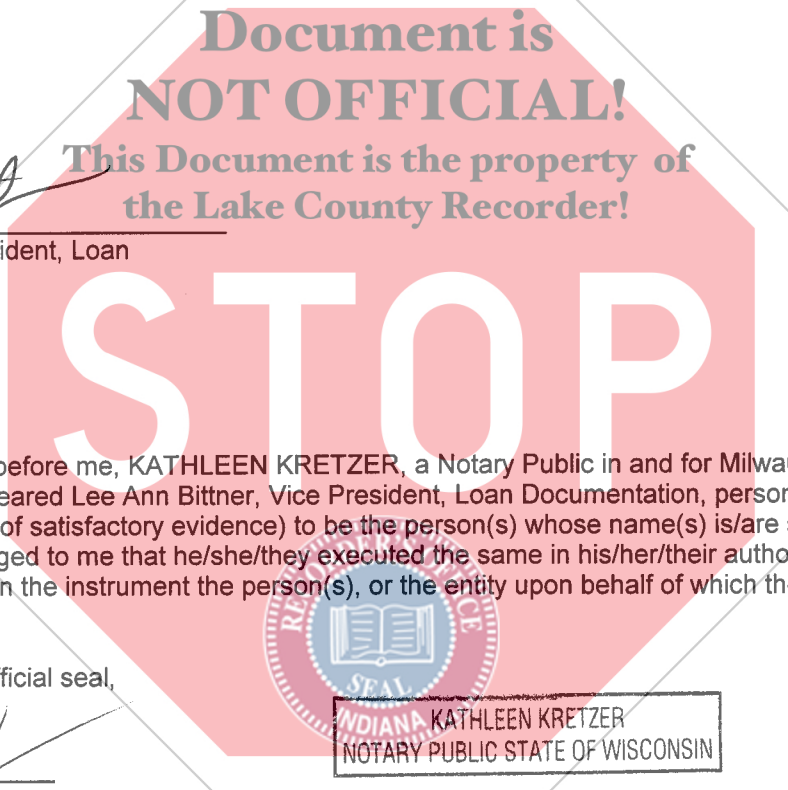 Document is
NOT OFFICIAL!
This Document is the property of
the Lake County Recorder!
ident, Loan
STOP
before me, KATHLEEN KRETZER, a Notary Public in and for Milwau
eared Lee Ann Bittner, Vice President, Loan Documentation, person
of satisfactory evidence) to be the person(s) whose name(s) is/are s
ged to me that he/she/they executed the same in his/her/their autho
n the instrument the person(s), or the entity upon behalf of which th
RECORDER'S OFFICE
SEAL
INDIANA
fficial seal,
KATHLEEN KRETZER
NOTARY PUBLIC STATE OF WISCONSIN